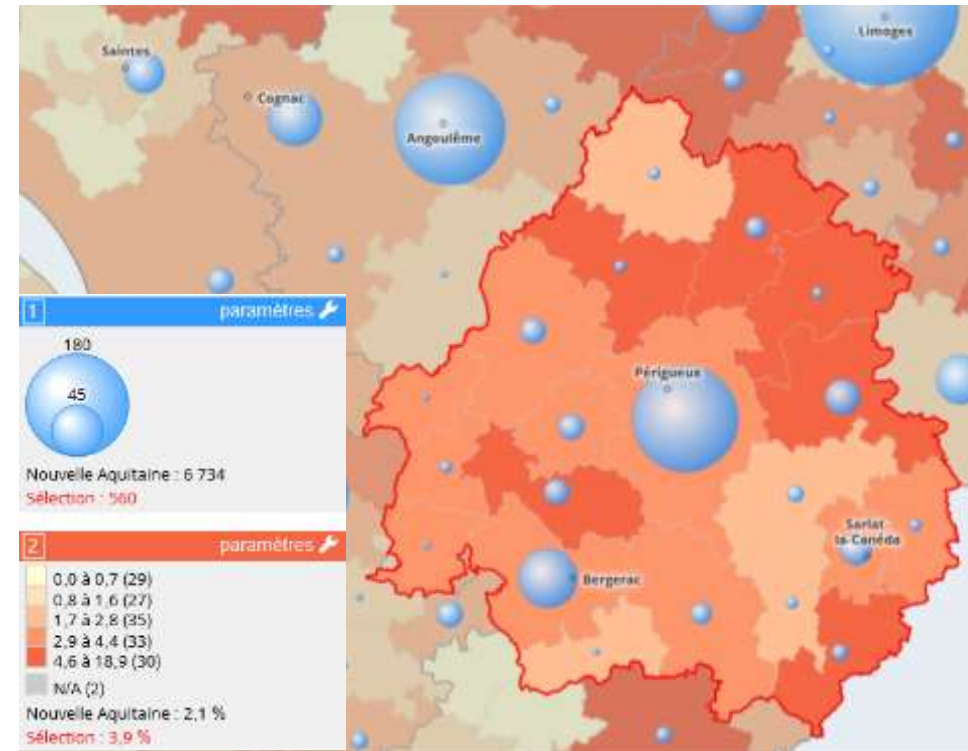 Limoges
Saintes
Cognac
Angoulême
1 paramètres
180
45
Nouvelle Aquitaine : 6 734
Sélection : 560
Périgueux
Sarlat
la-Canéda
Bergerac
2 paramètres
0,0 à 0,7 (29)
0,8 à 1,6 (27)
1,7 à 2,8 (35)
2,9 à 4,4 (33)
4,6 à 18,9 (30)
N/A (2)
Nouvelle Aquitaine : 2,1 %
Sélection : 3,9 %